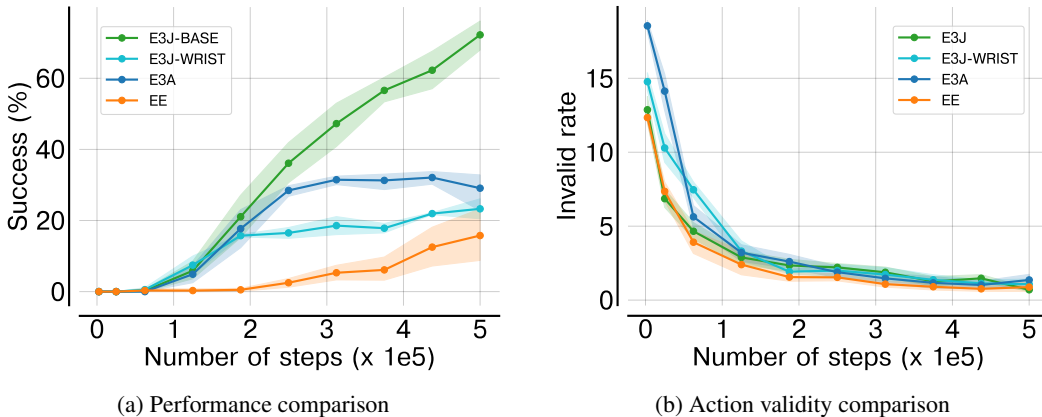 Success (%)
60
40
20
0
E3J-BASE
E3J-WRIST
E3A
EE
0 1 2 3 4 5
Number of steps (x 1e5)
(a) Performance comparison
Invalid rate
15
10
5
0
E3J
E3J-WRIST
E3A
EE
0 1 2 3 4 5
Number of steps (x 1e5)
(b) Action validity comparison